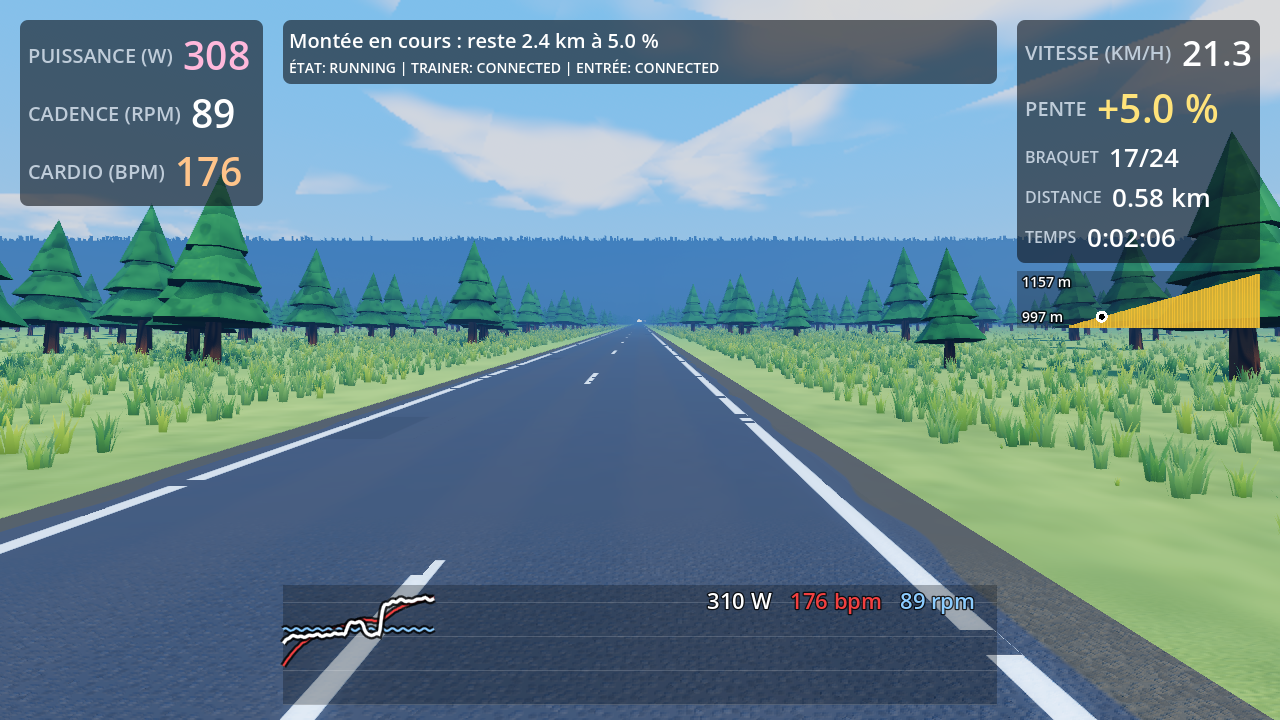 PUISSANCE (W) 308
CADENCE (RPM) 89
CARDIO (BPM) 176
Montée en cours : reste 2.4 km à 5.0 %
ÉTAT: RUNNING | TRAINER: CONNECTED | ENTRÉE: CONNECTED
VITESSE (KM/H) 21.3
PENTE +5.0 %
BRAQUET 17/24
DISTANCE 0.58 km
TEMPS 0:02:06
1157 m
997 m
310 W 176 bpm 89 rpm